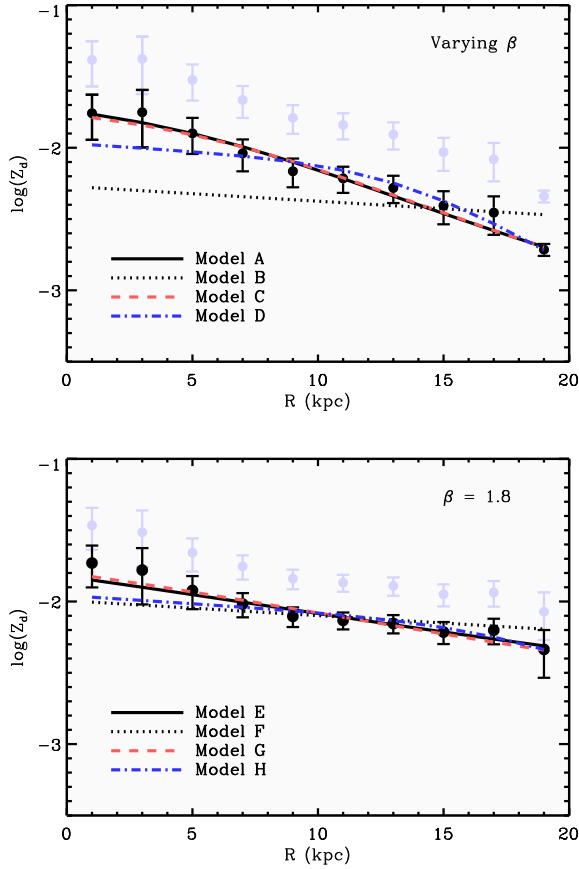 −1
Varying β
−2
log(Z_d)
Model A
Model B
−3
Model C
Model D
0 5 10 15 20
R (kpc)
−1
β = 1.8
−2
log(Z_d)
Model E
Model F
−3
Model G
Model H
0 5 10 15 20
R (kpc)